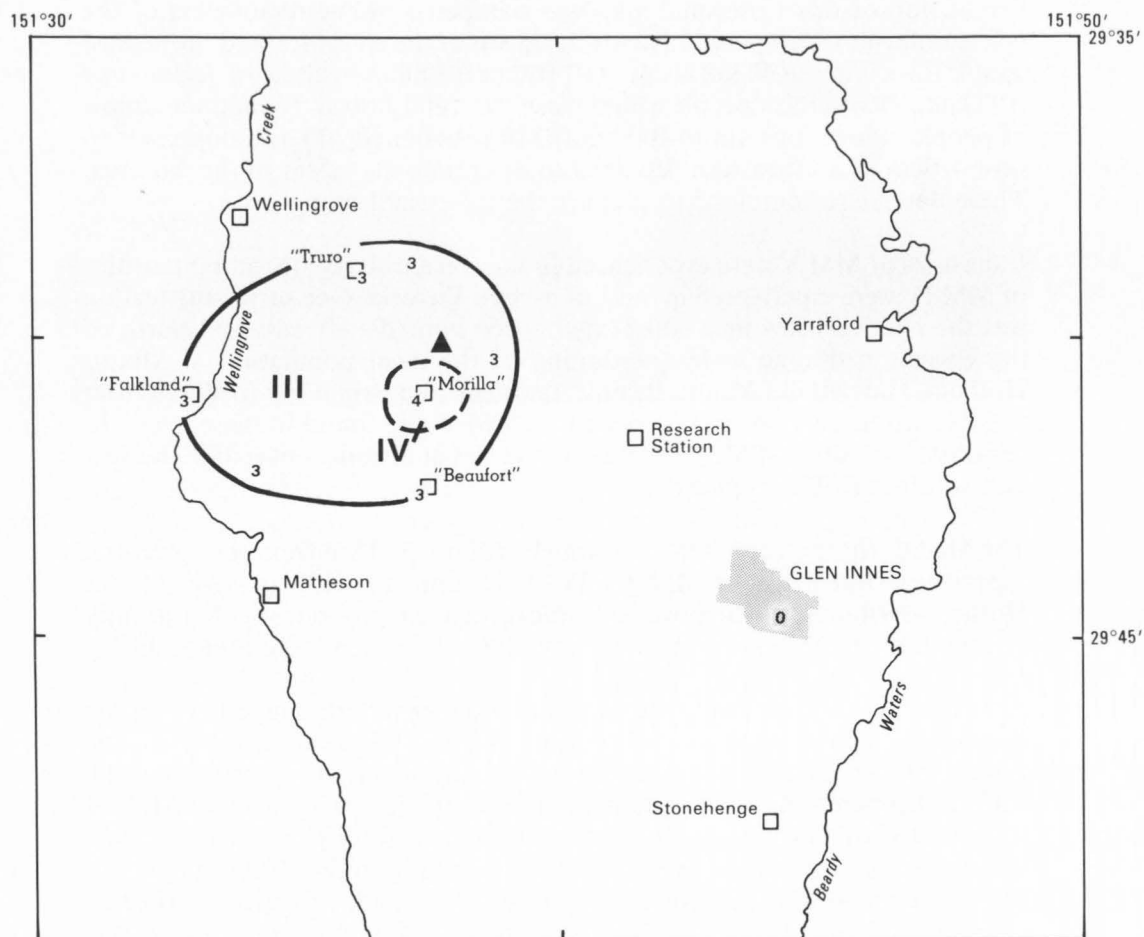 151°30'
151°50'
29°35'
Creek
Wellingrove
"Truro"
3
3
Yarraford
Wellingrove
3
"Falkland"
3
III
"Morilla"
4
IV
Research
Station
3
"Beaufort"
3
Matheson
GLEN INNES
0
29°45'
Waters
Stonehenge
Beardy